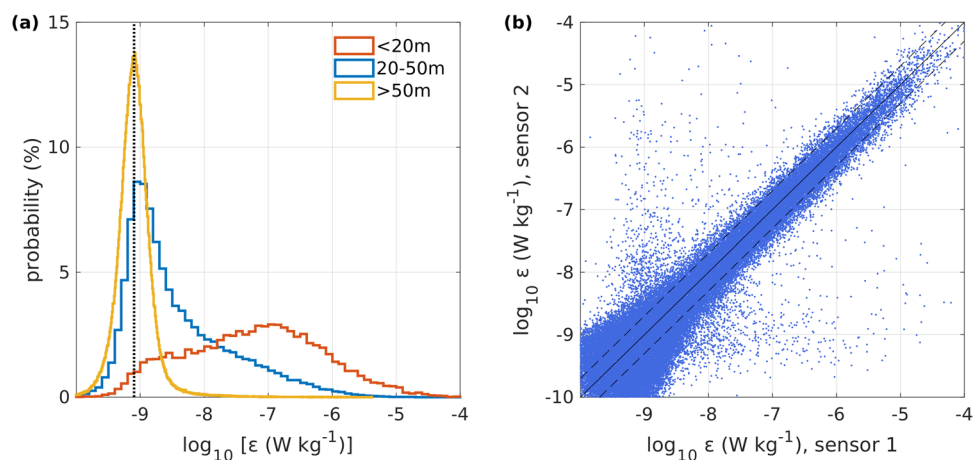 (a)
15
10
5
0
probability (%)
<20m
20-50m
>50m
-9
-8
-7
-6
-5
-4
log10 [ε (W kg-1)]
(b)
-4
-5
-6
-7
-8
-9
-10
log10 ε (W kg-1), sensor 2
-9
-8
-7
-6
-5
-4
log10 ε (W kg-1), sensor 1